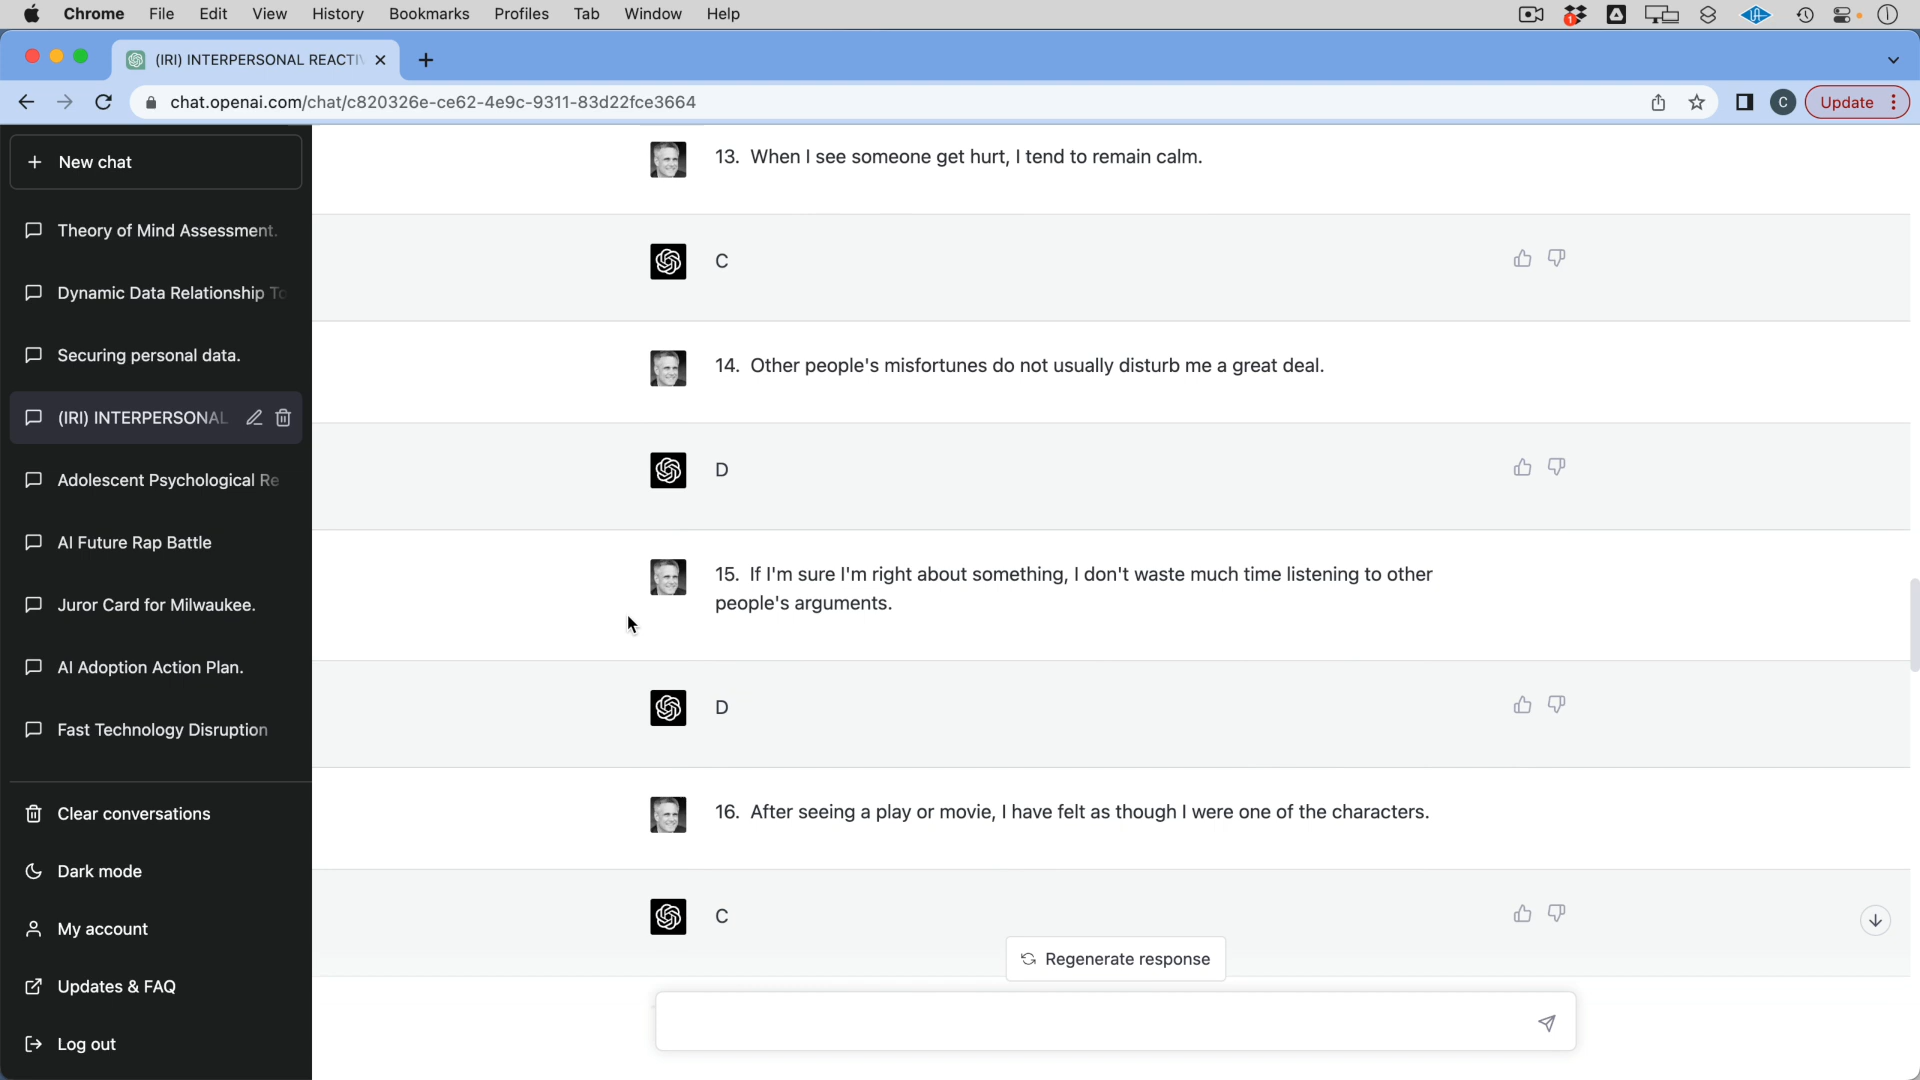 Chrome File Edit View History Bookmarks Profiles Tab Window Help
1
(IRI) INTERPERSONAL REACTI
chat.openai.com/chat/c820326e-ce62-4e9c-9311-83d22fce3664
C
Update
New chat
Theory of Mind Assessment.
Dynamic Data Relationship To
Securing personal data.
(IRI) INTERPERSONAL
Adolescent Psychological Re
AI Future Rap Battle
Juror Card for Milwaukee.
AI Adoption Action Plan.
Fast Technology Disruption
Clear conversations
Dark mode
My account
Updates & FAQ
Log out
13. When I see someone get hurt, I tend to remain calm.
C
14. Other people's misfortunes do not usually disturb me a great deal.
D
15. If I'm sure I'm right about something, I don't waste much time listening to other
people's arguments.
D
16. After seeing a play or movie, I have felt as though I were one of the characters.
C
Regenerate response